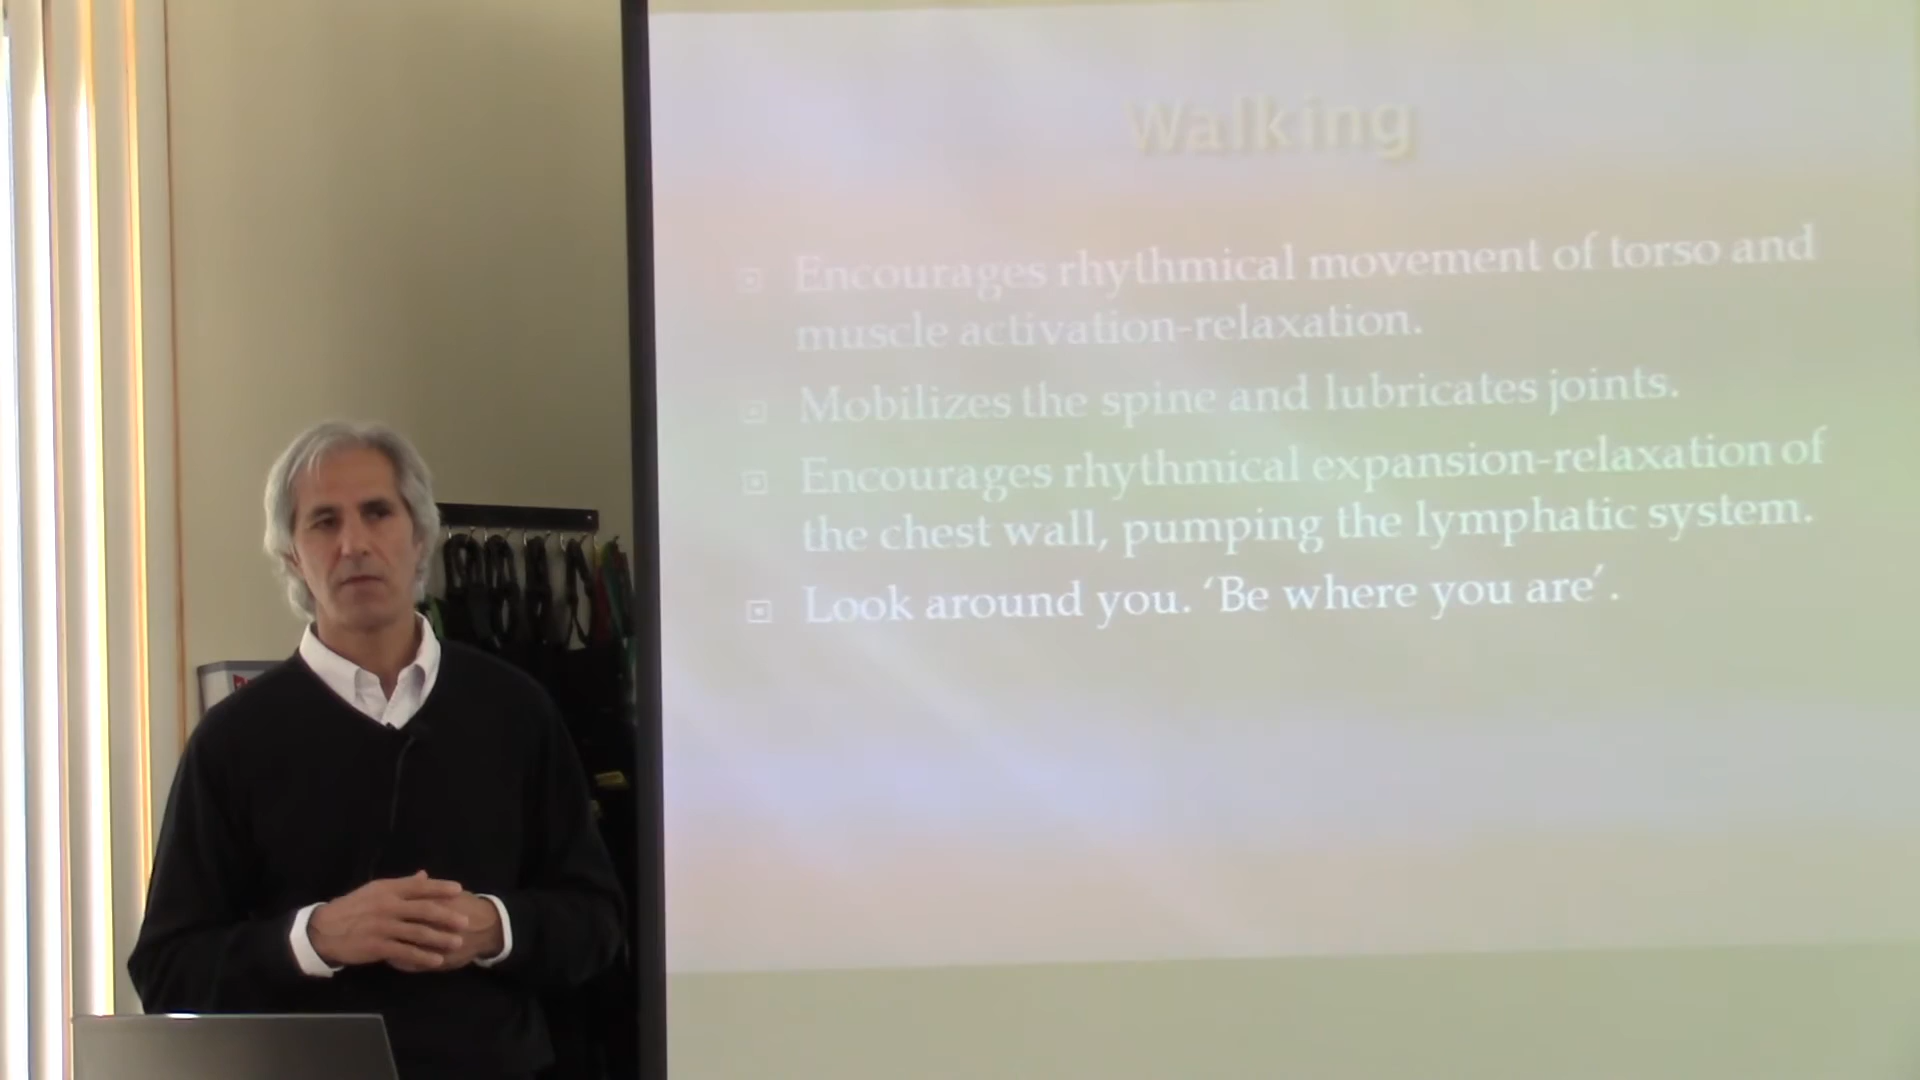 Walking
Encourages rhythmical movement of torso and
muscle activation-relaxation.
Mobilizes the spine and lubricates joints.
Encourages rhythmical expansion-relaxation of
the chest wall, pumping the lymphatic system.
Look around you. ‘Be where you are’.